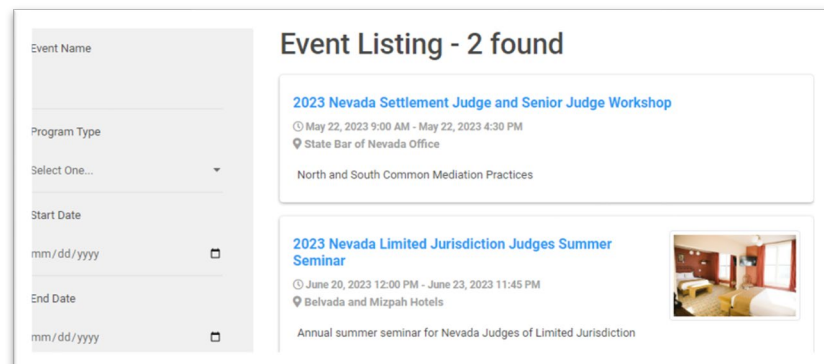 Event Name
Program Type
Select One...
Start Date
mm/dd/yyyy
End Date
mm/dd/yyyy
Event Listing - 2 found
2023 Nevada Settlement Judge and Senior Judge Workshop
May 22, 2023 9:00 AM - May 22, 2023 4:30 PM
State Bar of Nevada Office
North and South Common Mediation Practices
2023 Nevada Limited Jurisdiction Judges Summer
Seminar
June 20, 2023 12:00 PM - June 23, 2023 11:45 PM
Belvada and Mizpah Hotels
Annual summer seminar for Nevada Judges of Limited Jurisdiction